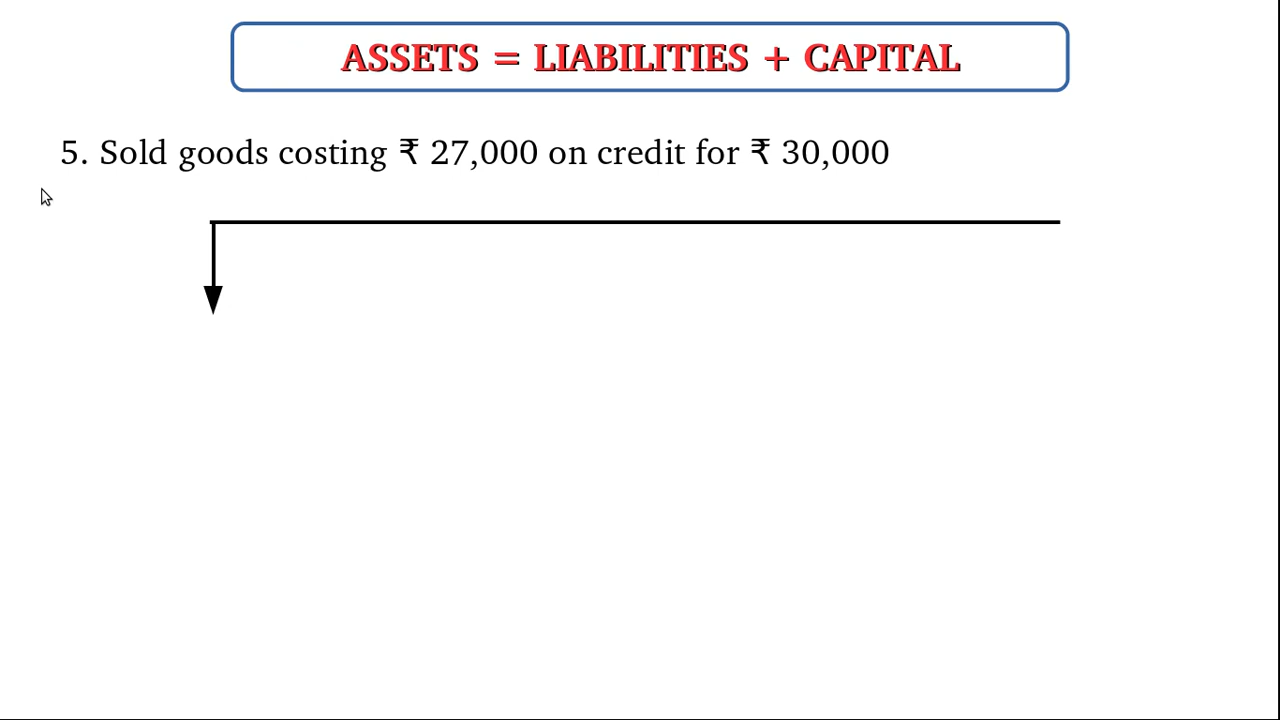 ASSETS = LIABILITIES + CAPITAL
5. Sold goods costing ₹ 27,000 on credit for ₹ 30,000